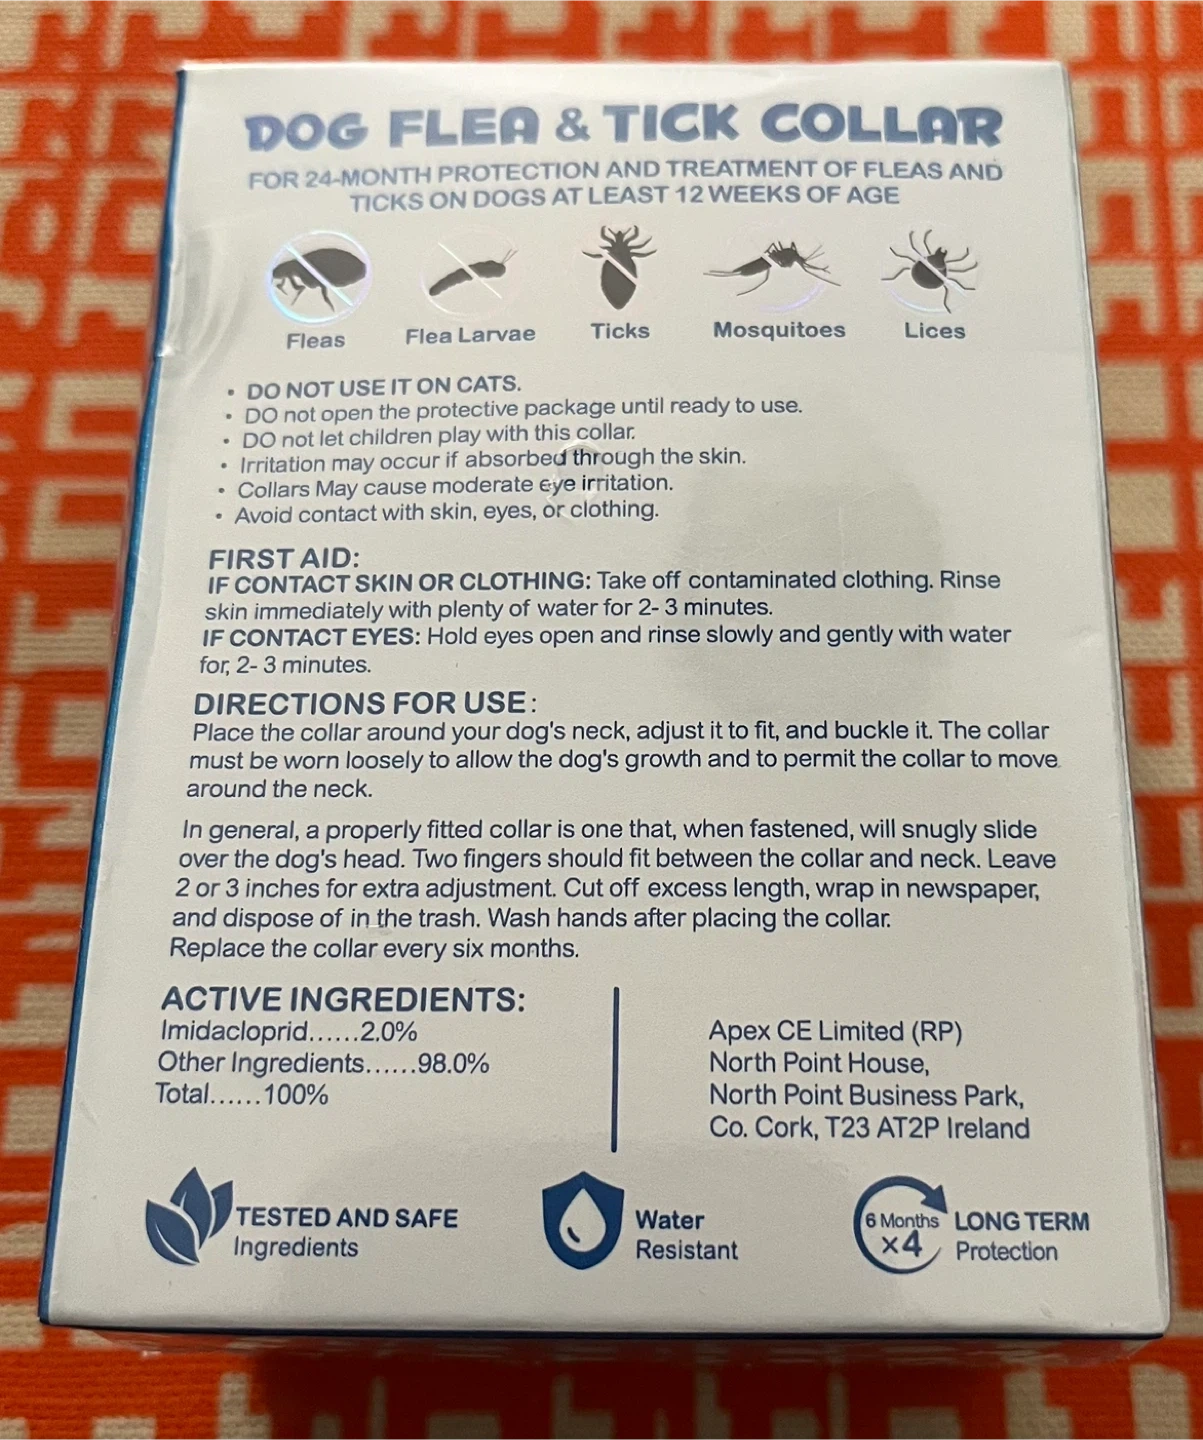 DOG FLEA & TICK COLLAR
FOR 24-MONTH PROTECTION AND TREATMENT OF FLEAS AND
TICKS ON DOGS AT LEAST 12 WEEKS OF AGE
Fleas
Flea Larvae
Ticks
Mosquitoes
Lices
• DO NOT USE IT ON CATS.
• DO not open the protective package until ready to use.
• DO not let children play with this collar.
• Irritation may occur if absorbed through the skin.
• Collars May cause moderate eye irritation.
• Avoid contact with skin, eyes, or clothing.
FIRST AID:
IF CONTACT SKIN OR CLOTHING: Take off contaminated clothing. Rinse
skin immediately with plenty of water for 2- 3 minutes.
IF CONTACT EYES: Hold eyes open and rinse slowly and gently with water
for, 2- 3 minutes.
DIRECTIONS FOR USE:
Place the collar around your dog's neck, adjust it to fit, and buckle it. The collar
must be worn loosely to allow the dog's growth and to permit the collar to move
around the neck.
In general, a properly fitted collar is one that, when fastened, will snugly slide
over the dog's head. Two fingers should fit between the collar and neck. Leave
2 or 3 inches for extra adjustment. Cut off excess length, wrap in newspaper,
and dispose of in the trash. Wash hands after placing the collar.
Replace the collar every six months.
ACTIVE INGREDIENTS:
Imidacloprid......2.0%
Other Ingredients......98.0%
Total......100%
Apex CE Limited (RP)
North Point House,
North Point Business Park,
Co. Cork, T23 AT2P Ireland
TESTED AND SAFE
Ingredients
Water
Resistant
6 Months
x4
LONG TERM
Protection